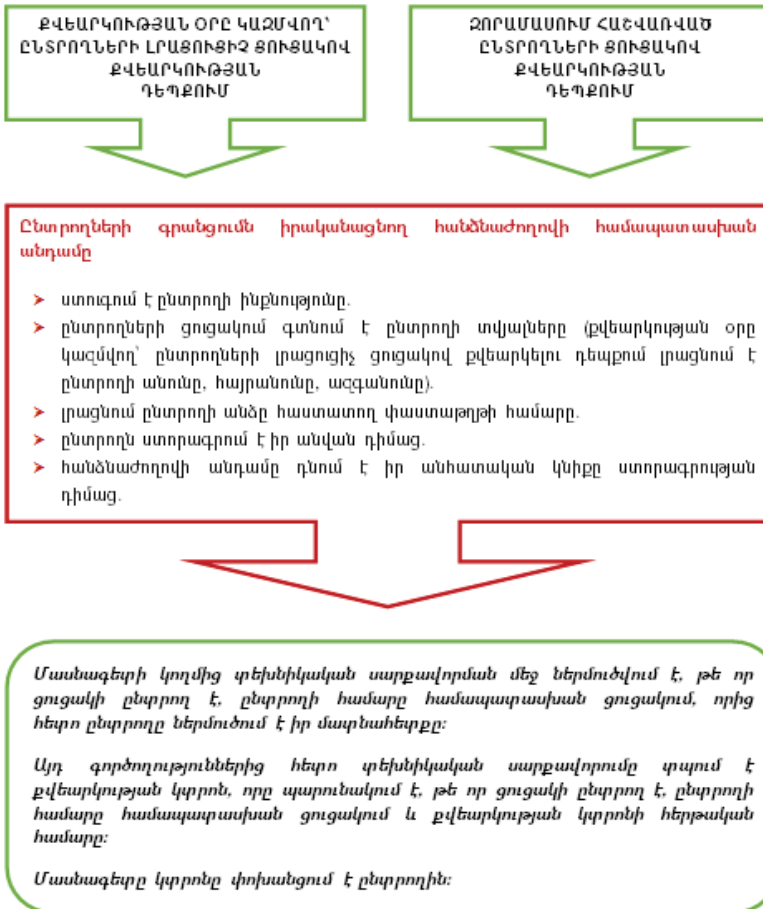 ՔՎԵԱՐԿՈՒԹՅԱՆ ՕՐԸ ԿԱԶՄՎՈՂ՝
ԸՆՏՐՈՂՆԵՐԻ ԼՐԱՑՈՒՑԻՉ ՑՈՒՑԱԿՈՎ
ՔՎԵԱՐԿՈՒԹՅԱՆ
ԴԵՊՔՈՒՄ
ԶՈՐԱՄԱՍՈՒՄ ՀԱՇՎԱՌՎԱԾ
ԸՆՏՐՈՂՆԵՐԻ ՑՈՒՑԱԿՈՎ
ՔՎԵԱՐԿՈՒԹՅԱՆ
ԴԵՊՔՈՒՄ
Ընտրողների գրանցումն իրականացնող հանձնաժողովի համապատասխան
անդամը
➤ ստուգում է ընտրողի ինքնությունը.
➤ ընտրողների ցուցակում գտնում է ընտրողի տվյալները (քվեարկության օրը
կազմվող՝ ընտրողների լրացուցիչ ցուցակով քվեարկելու դեպքում լրացնում է
ընտրողի անունը, հայրանունը, ազգանունը).
➤ լրացնում ընտրողի անձը հաստատող փաստաթղթի համարը.
➤ ընտրողն ստորագրում է իր անվան դիմաց.
➤ հանձնաժողովի անդամը դնում է իր անհատական կնիքը ստորագրության
դիմաց.
Մասնագետի կողմից տեխնիկական սարքավորման մեջ ներմուծվում է, թե որ
ցուցակի ընտրող է, ընտրողի համարը համապատասխան ցուցակում, որից
հետո ընտրողը ներմուծում է իր մատնահետքը:
Այդ գործողություններից հետո տեխնիկական սարքավորումը տպում է
քվեարկության կտրոն, որը պարունակում է, թե որ ցուցակի ընտրող է, ընտրողի
համարը համապատասխան ցուցակում և քվեարկության կտրոնի հերթական
համարը:
Մասնագետը կտրոնը փոխանցում է ընտրողին: